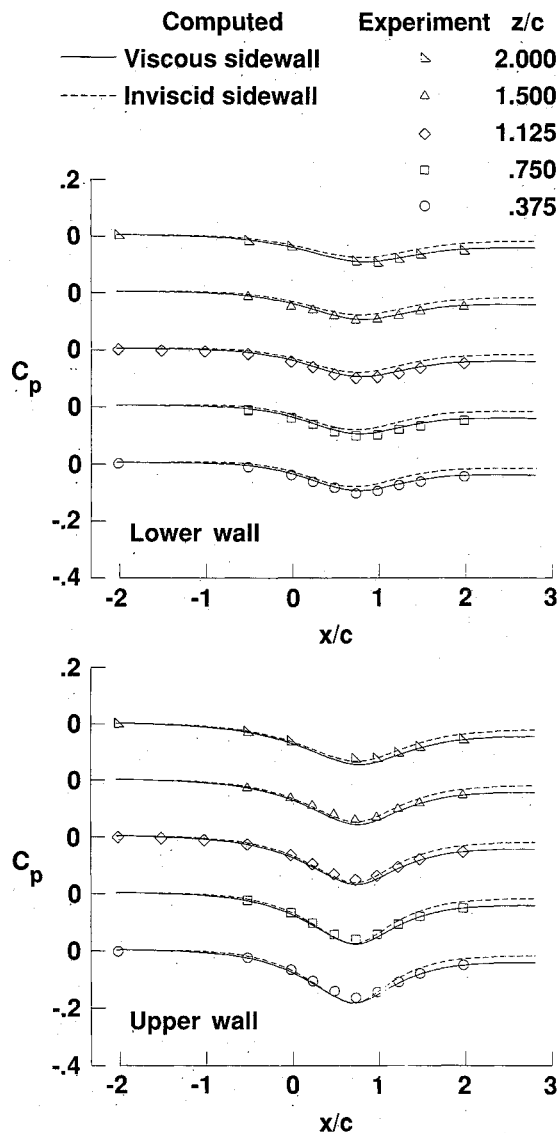 Computed Experiment z/c
Viscous sidewall 2.000
Inviscid sidewall 1.500
1.125
.750
.375
.2
0
0
0
0
0
-.2
-.4
C_p
Lower wall
-2 -1 0 1 2 3
x/c
.2
0
0
0
0
0
-.2
-.4
C_p
Upper wall
-2 -1 0 1 2 3
x/c